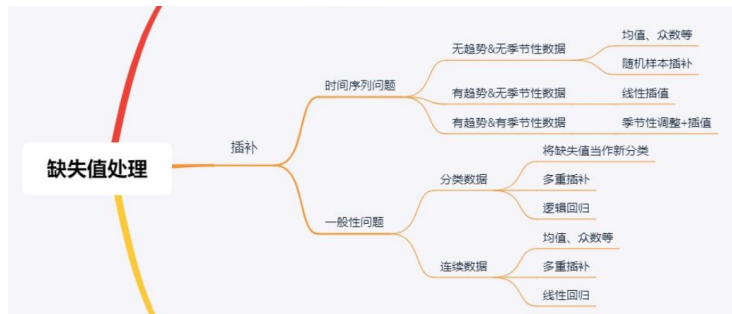 缺失值处理
插补
时间序列问题
无趋势&无季节性数据
均值、众数等
随机样本插补
有趋势&无季节性数据
线性插值
有趋势&有季节性数据
季节性调整+插值
一般性问题
分类数据
将缺失值当作新分类
多重插补
逻辑回归
连续数据
均值、众数等
多重插补
线性回归